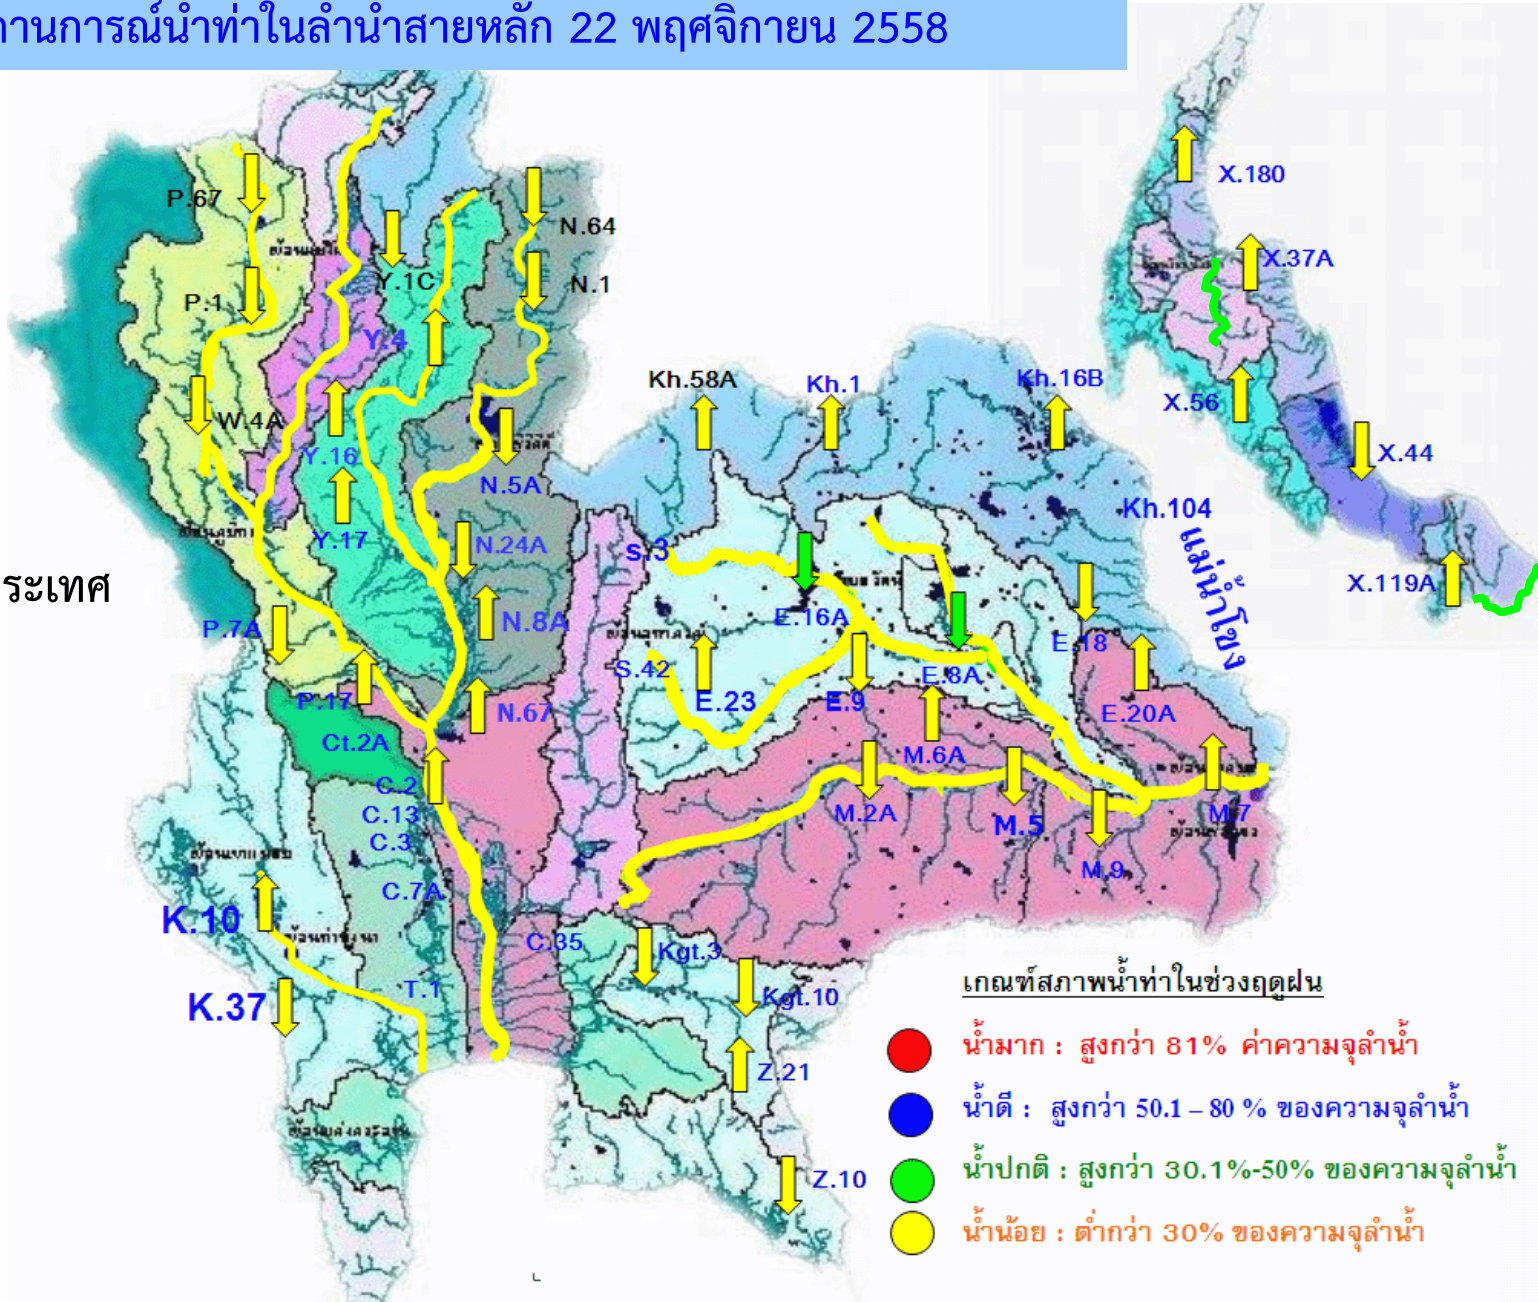 านการณ์น้ำท่าในลำน้ำสายหลัก 22 พฤศจิกายน 2558
P.67
N.64
X.180
Y.1C
N.1
X.37A
P.1
Y.4
Kh.58A
Kh.1
Kh.16B
X.56
W.4A
Y.16
X.44
N.5A
Kh.104
Y.17
N.24A
s.3
แม่น้ำโขง
ระเทศ
X.119A
E.16A
P.7A
N.8A
E.18
S.42
E.8A
P.17
E.23
E.9
N.67
E.20A
Ct.2A
M.6A
C.2
C.13
M.2A
M.5
M.7
C.3
M.9
C.7A
K.10
C.35
Kgt.3
K.37
T.1
Kgt.10
Z.21
Z.10
เกณฑ์สภาพน้ำท่าในช่วงฤดูฝน
น้ำมาก : สูงกว่า 81% ค่าความจุลำน้ำ
น้ำดี : สูงกว่า 50.1 – 80 % ของความจุลำน้ำ
น้ำปกติ : สูงกว่า 30.1%-50% ของความจุลำน้ำ
น้ำน้อย : ต่ำกว่า 30% ของความจุลำน้ำ